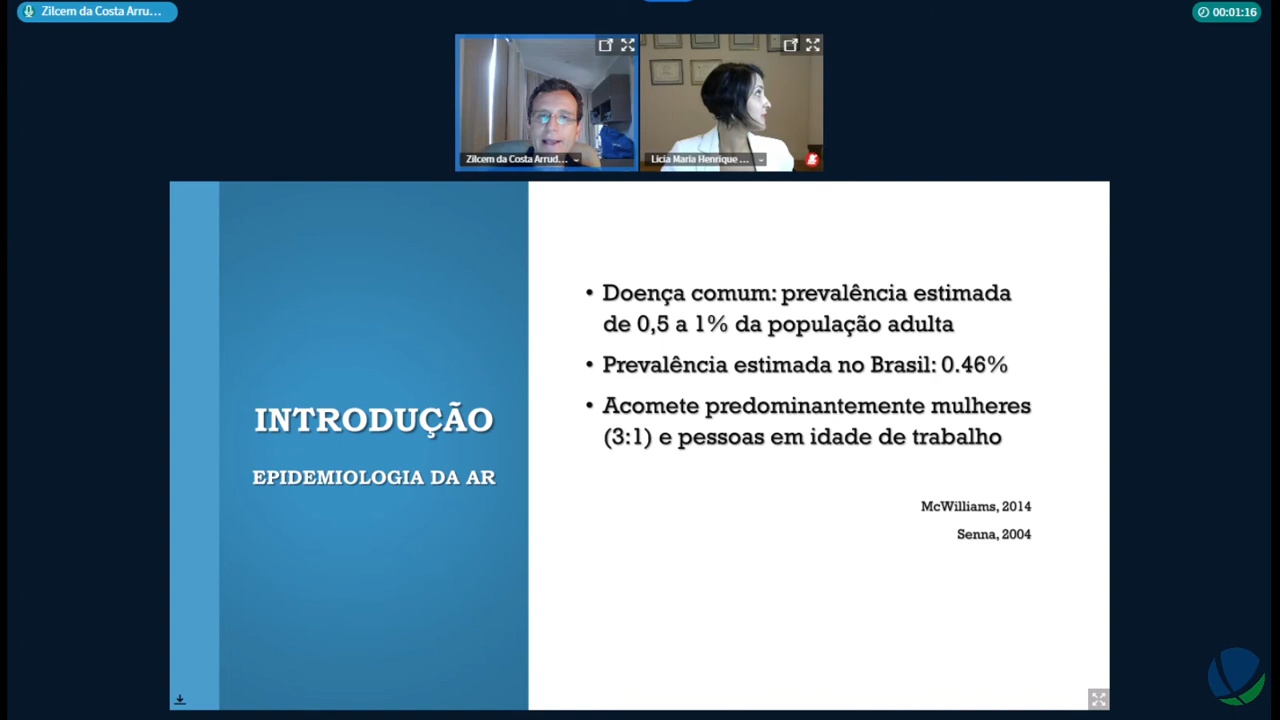 Zilcem da Costa Arru...
00:01:16
Zilcem da Costa Arrud...
Licia Maria Henrique ...
INTRODUÇÃO
EPIDEMIOLOGIA DA AR
• Doença comum: prevalência estimada
de 0,5 a 1% da população adulta
• Prevalência estimada no Brasil: 0.46%
• Acomete predominantemente mulheres
(3:1) e pessoas em idade de trabalho
McWilliams, 2014
Senna, 2004